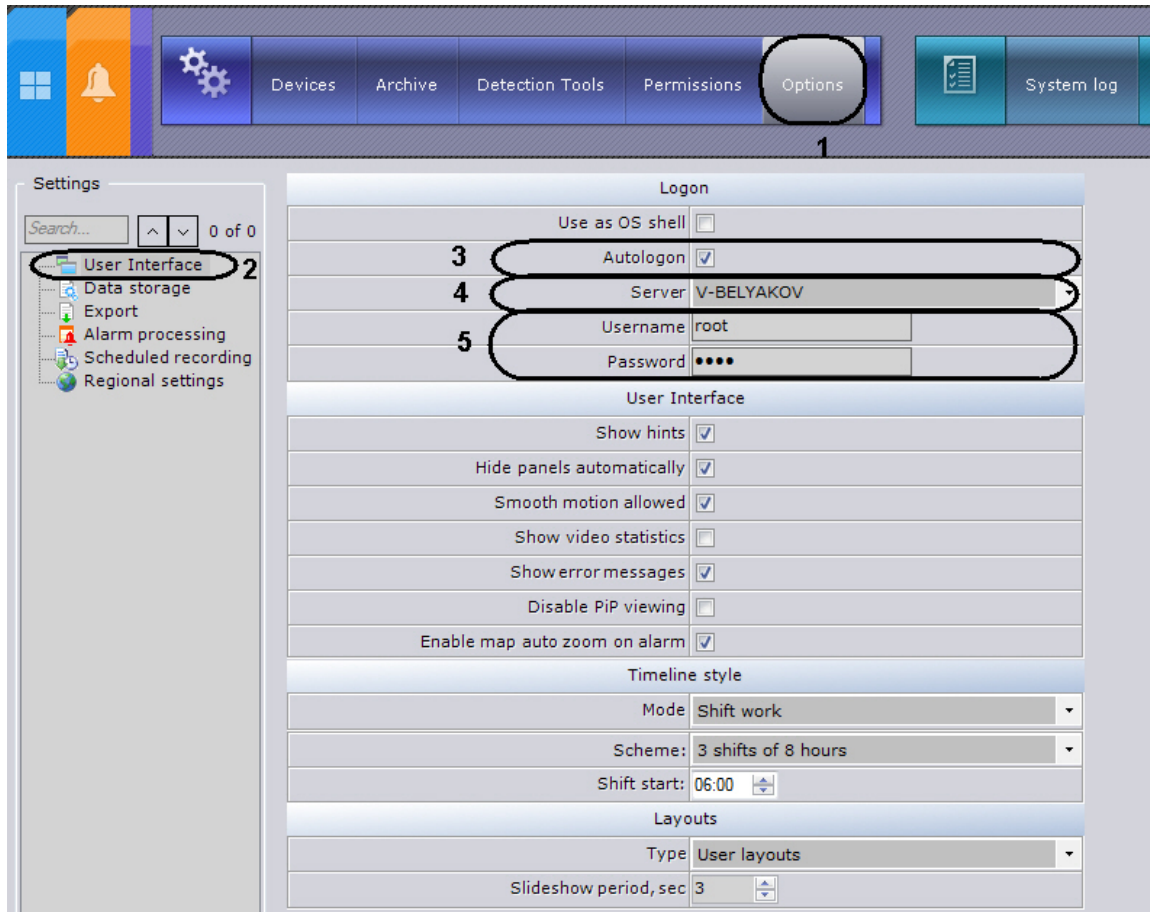 Devices Archive Detection Tools Permissions Options System log
1
Settings
Search... 0 of 0
User Interface 2
Data storage
Export
Alarm processing
Scheduled recording
Regional settings
Logon
Use as OS shell
3 Autologon
4 Server V-BELYAKOV
5
Username root
Password ••••
User Interface
Show hints
Hide panels automatically
Smooth motion allowed
Show video statistics
Show error messages
Disable PiP viewing
Enable map auto zoom on alarm
Timeline style
Mode Shift work
Scheme: 3 shifts of 8 hours
Shift start: 06:00
Layouts
Type User layouts
Slideshow period, sec 3